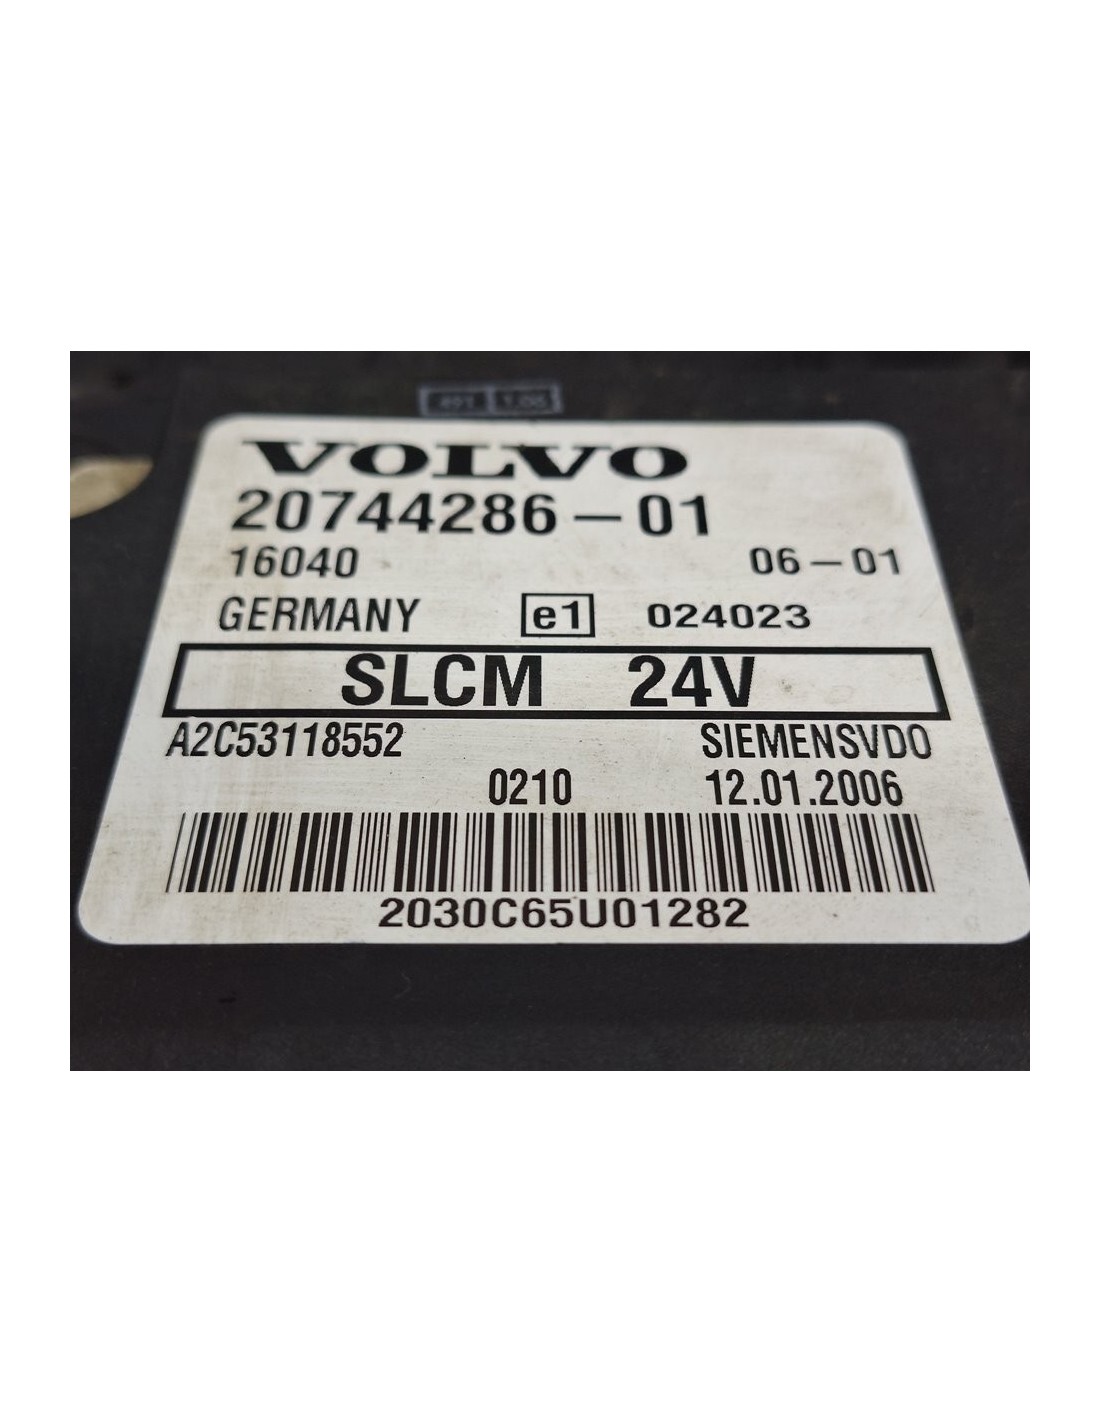 VOLVO
20744286-01
16040 06-01
GERMANY e1 024023
SLCM 24V
A2C53118552 SIEMENSVDO
0210 12.01.2006
2030C65U01282